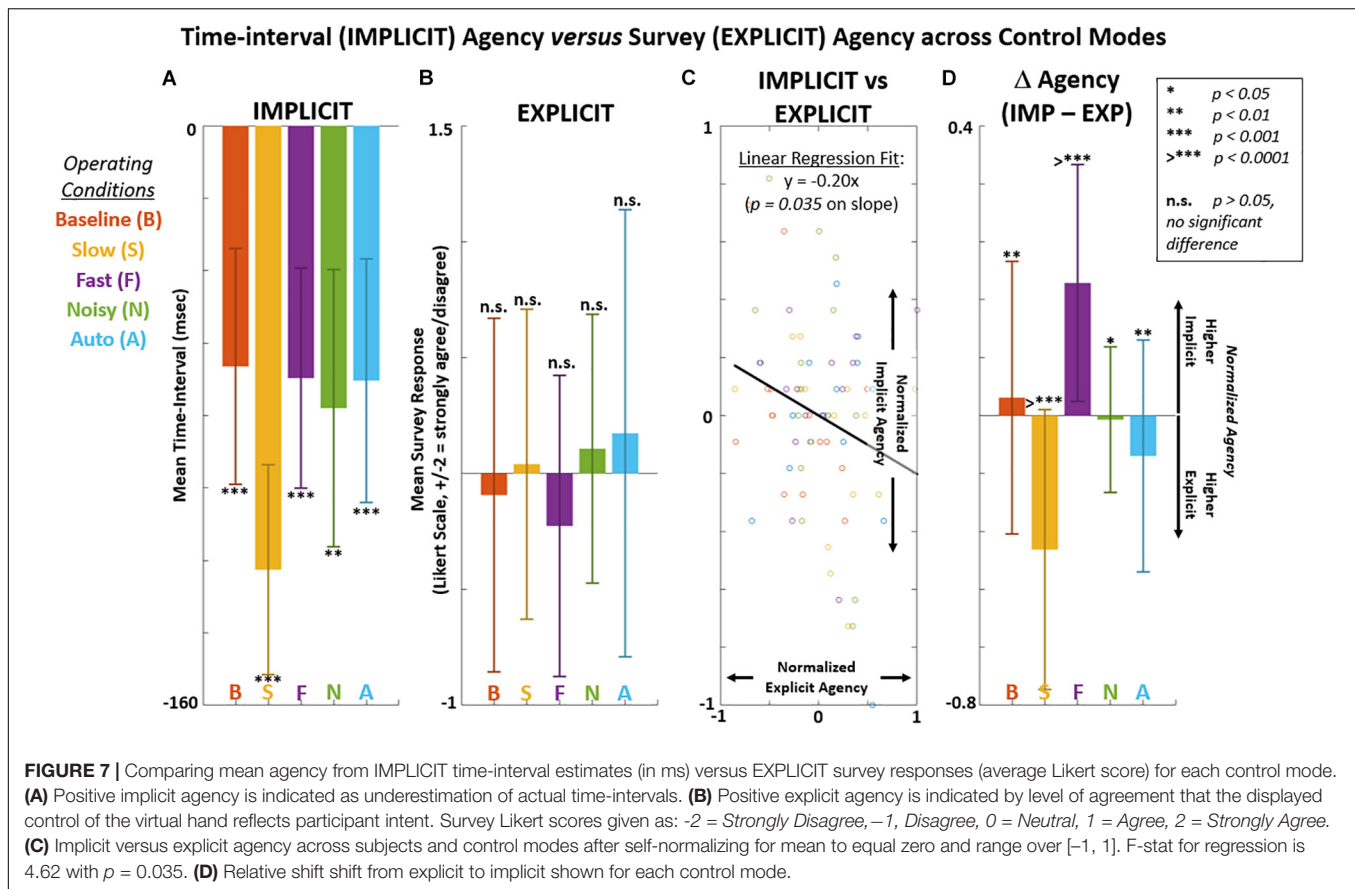 Time-interval (IMPLICIT) Agency versus Survey (EXPLICIT) Agency across Control Modes
A
IMPLICIT
0
-160
Mean Time-Interval (msec)
Operating
Conditions
Baseline (B)
Slow (S)
Fast (F)
Noisy (N)
Auto (A)
***
***
***
**
***
B S F N A
B
EXPLICIT
1.5
-1
Mean Survey Response
(Likert Scale, +/-2 = strongly agree/disagree)
n.s.
n.s.
n.s.
n.s.
n.s.
B S F N A
C
IMPLICIT vs
EXPLICIT
1
0
-1
Linear Regression Fit:
y = -0.20x
(p = 0.035 on slope)
Normalized
Implicit Agency
Normalized
Explicit Agency
-1 0 1
D
Δ Agency
(IMP – EXP)
0.4
-0.8
**
>***
>***
*
**
B S F N A
Higher
Implicit
Higher
Explicit
Normalized Agency
* p < 0.05
** p < 0.01
*** p < 0.001
>*** p < 0.0001
n.s. p > 0.05,
no significant
difference
FIGURE 7 | Comparing mean agency from IMPLICIT time-interval estimates (in ms) versus EXPLICIT survey responses (average Likert score) for each control mode.
(A) Positive implicit agency is indicated as underestimation of actual time-intervals. (B) Positive explicit agency is indicated by level of agreement that the displayed
control of the virtual hand reflects participant intent. Survey Likert scores given as: -2 = Strongly Disagree,−1, Disagree, 0 = Neutral, 1 = Agree, 2 = Strongly Agree.
(C) Implicit versus explicit agency across subjects and control modes after self-normalizing for mean to equal zero and range over [–1, 1]. F-stat for regression is
4.62 with p = 0.035. (D) Relative shift shift from explicit to implicit shown for each control mode.